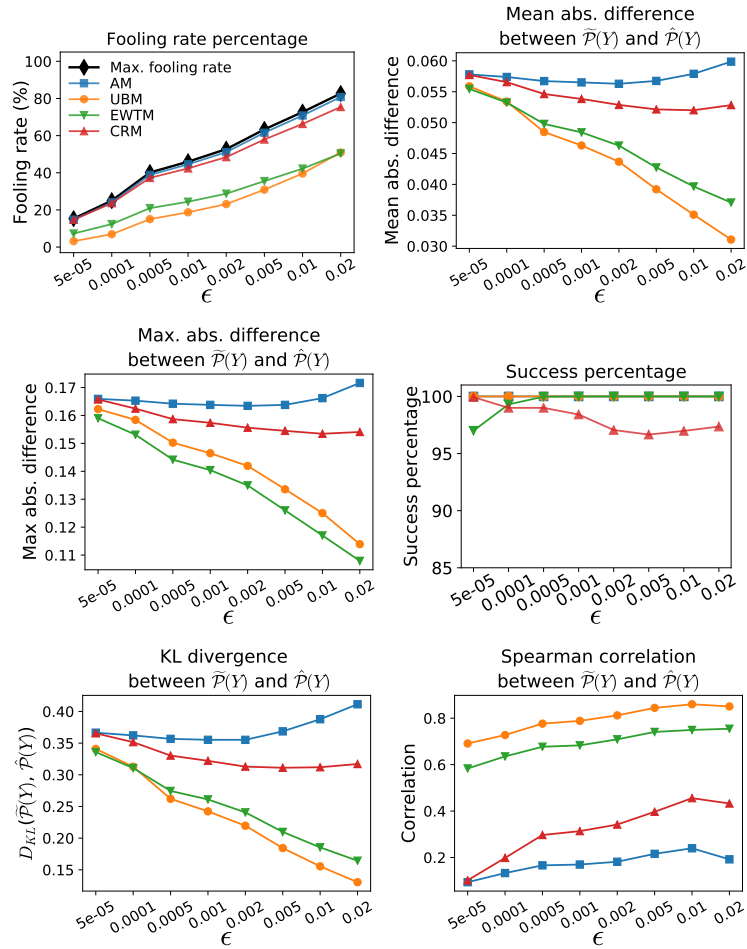 Fooling rate percentage
Fooling rate (%)
100
80
60
40
20
0
Max. fooling rate
AM
UBM
EWTM
CRM
5e-05 0.0001 0.0005 0.001 0.002 0.005 0.01 0.02
ϵ
Mean abs. difference
between P̃(Y) and P̂(Y)
Mean abs. difference
0.060
0.055
0.050
0.045
0.040
0.035
0.030
5e-05 0.0001 0.0005 0.001 0.002 0.005 0.01 0.02
ϵ
Max. abs. difference
between P̃(Y) and P̂(Y)
Max abs. difference
0.17
0.16
0.15
0.14
0.13
0.12
0.11
5e-05 0.0001 0.0005 0.001 0.002 0.005 0.01 0.02
ϵ
Success percentage
Success percentage
100
95
90
85
5e-05 0.0001 0.0005 0.001 0.002 0.005 0.01 0.02
ϵ
KL divergence
between P̃(Y) and P̂(Y)
D_KL(P̃(Y), P̂(Y))
0.40
0.35
0.30
0.25
0.20
0.15
5e-05 0.0001 0.0005 0.001 0.002 0.005 0.01 0.02
ϵ
Spearman correlation
between P̃(Y) and P̂(Y)
Correlation
0.8
0.6
0.4
0.2
5e-05 0.0001 0.0005 0.001 0.002 0.005 0.01 0.02
ϵ